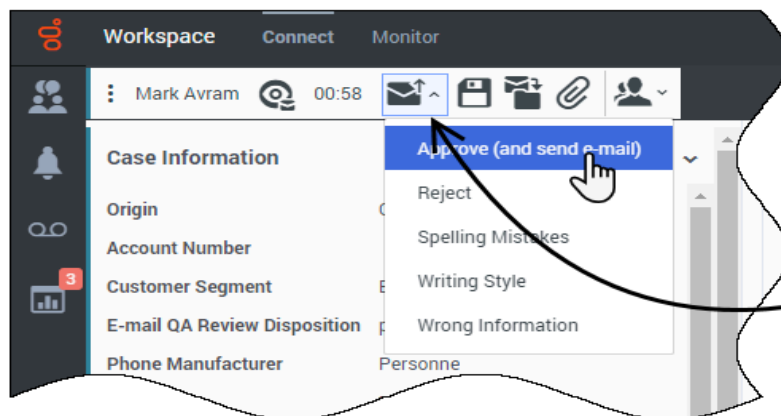 Workspace Connect Monitor
Mark Avram 00:58
Case Information
Approve (and send e-mail)
Origin
Reject
Account Number
Spelling Mistakes
Customer Segment
Writing Style
3
E-mail QA Review Disposition
Wrong Information
Phone Manufacturer Personne